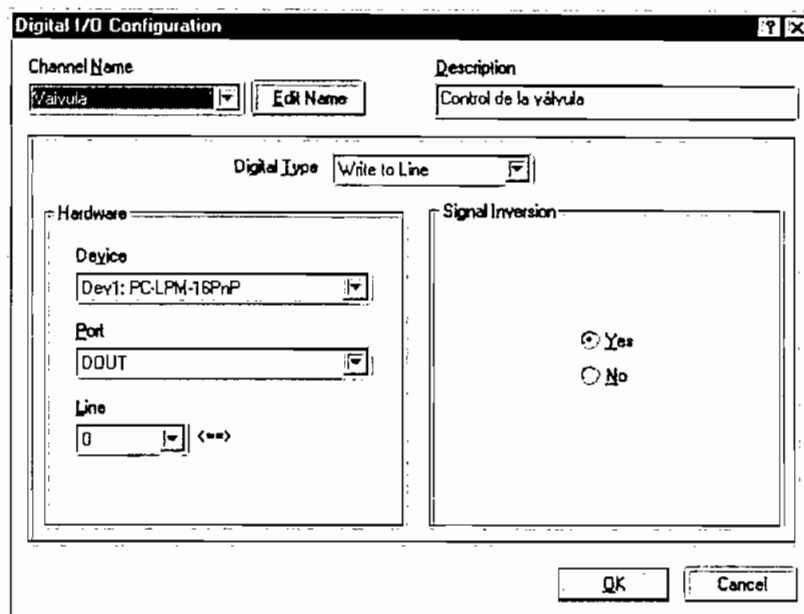 Digital I/O Configuration
Channel Name
Description
Valvula
Edit Name
Control de la válvula
Digital Type
Write to Line
Hardware
Signal Inversion
Device
Dev1: PC-LPM-16PnP
Port
DOUT
Yes
No
Line
0
<==>
OK
Cancel